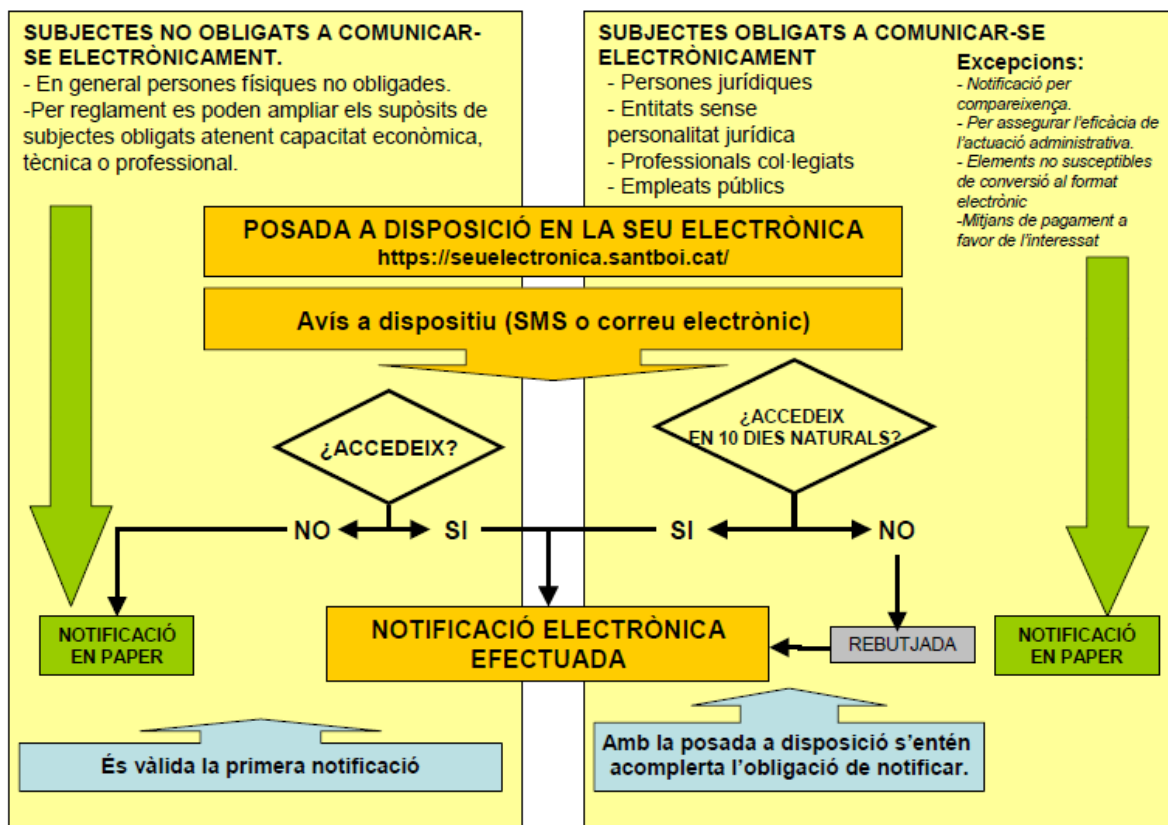 SUBJECTES NO OBLIGATS A COMUNICAR-
SE ELECTRÒNICAMENT.
- En general persones físiques no obligades.
-Per reglament es poden ampliar els supòsits de
subjectes obligats atenent capacitat econòmica,
tècnica o professional.
SUBJECTES OBLIGATS A COMUNICAR-SE
ELECTRÒNICAMENT
- Persones jurídiques
- Entitats sense
personalitat jurídica
- Professionals col·legiats
- Empleats públics
Excepcions:
- Notificació per
compareixença.
- Per assegurar l'eficàcia de
l'actuació administrativa.
- Elements no susceptibles
de conversió al format
electrònic
-Mitjans de pagament a
favor de l'interessat
POSADA A DISPOSICIÓ EN LA SEU ELECTRÒNICA
https://seuelectronica.santboi.cat/
Avís a dispositiu (SMS o correu electrònic)
¿ACCEDEIX?
¿ACCEDEIX
EN 10 DIES NATURALS?
NO
SI
SI
NO
NOTIFICACIÓ
EN PAPER
NOTIFICACIÓ ELECTRÒNICA
EFECTUADA
REBUTJADA
NOTIFICACIÓ
EN PAPER
És vàlida la primera notificació
Amb la posada a disposició s'entén
acomplerta l'obligació de notificar.